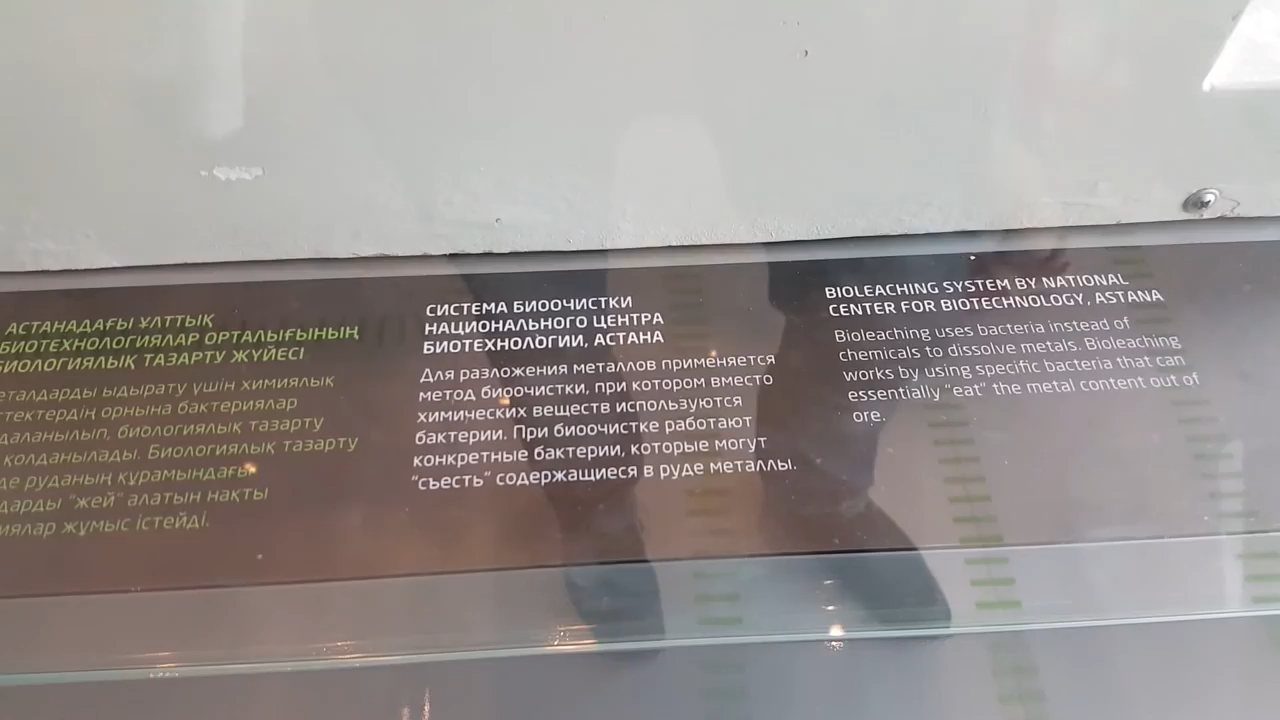 АСТАНАДАҒЫ ҰЛТТЫҚ
БИОТЕХНОЛОГИЯЛАР ОРТАЛЫҒЫНЫҢ
БИОЛОГИЯЛЫҚ ТАЗАРТУ ЖҮЙЕСІ
ыдырату үшін химиялық
орнына бактериялар
биологиялық тазарту
қолданылады. Биологиялық тазарту
руданың құрамындағы
"жей" алатын нақты
жұмыс істейді.
СИСТЕМА БИООЧИСТКИ
НАЦИОНАЛЬНОГО ЦЕНТРА
БИОТЕХНОЛОГИИ, АСТАНА
Для разложения металлов применяется
метод биоочистки, при котором вместо
химических веществ используются
бактерии. При биоочистке работают
конкретные бактерии, которые могут
"съесть" содержащиеся в руде металлы.
BIOLEACHING SYSTEM BY NATIONAL
CENTER FOR BIOTECHNOLOGY, ASTANA
Bioleaching uses bacteria instead of
chemicals to dissolve metals. Bioleaching
works by using specific bacteria that can
essentially "eat" the metal content out of
ore.